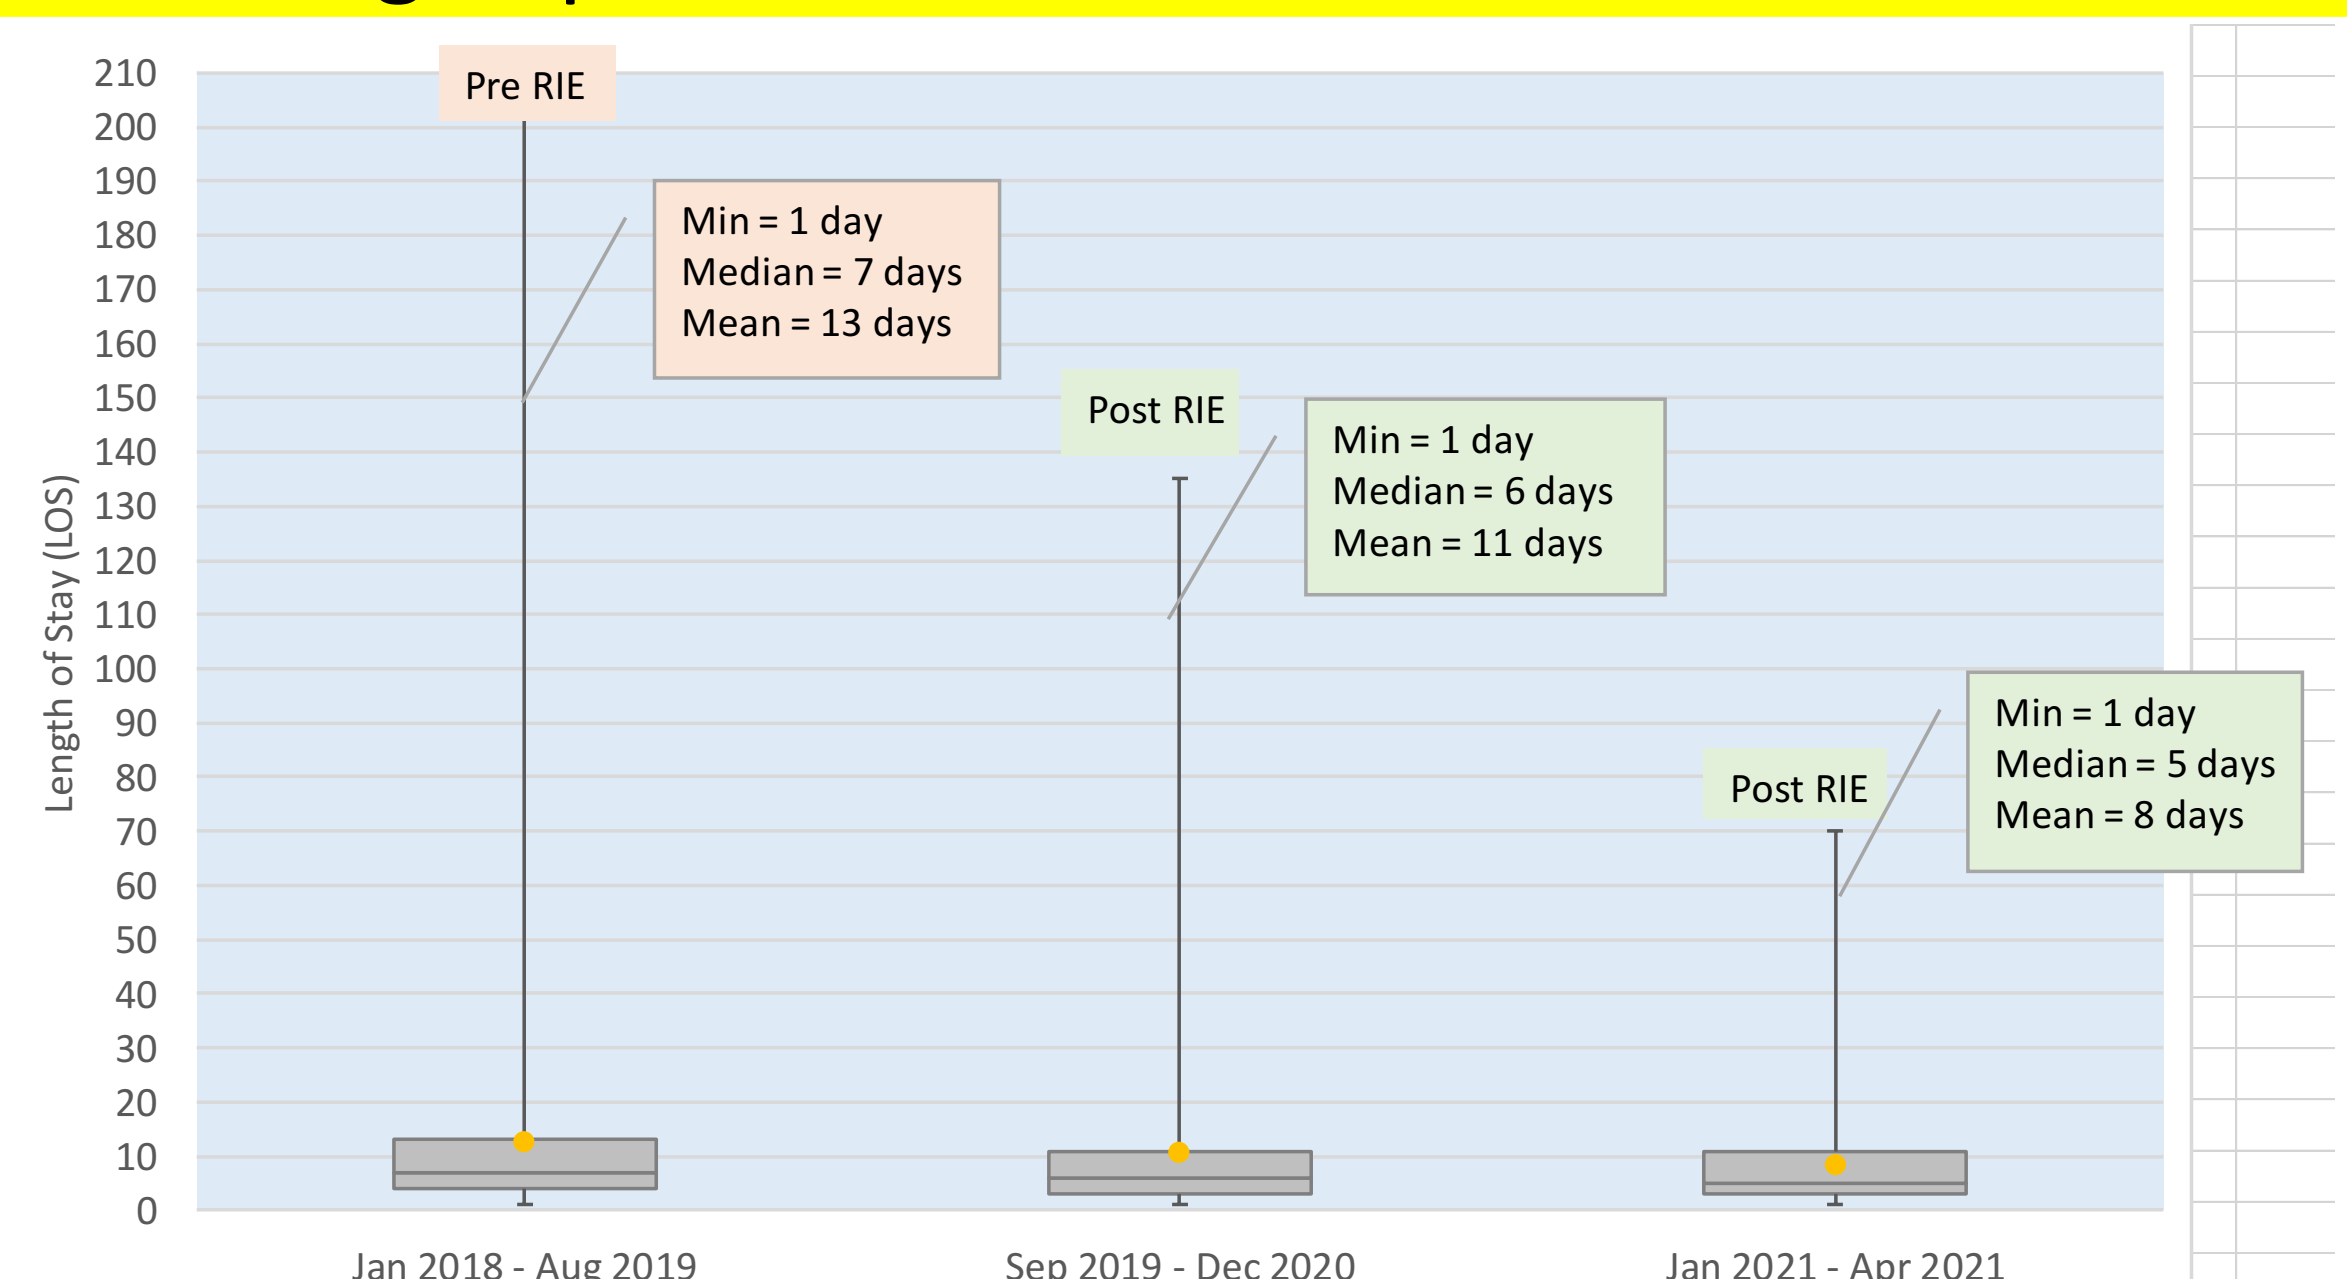 210
200
190
180
170
160
150
140
130
120
110
100
90
80
70
60
50
40
30
20
10
0
Length of Stay (LOS)
Pre RIE
Min = 1 day
Median = 7 days
Mean = 13 days
Post RIE
Min = 1 day
Median = 6 days
Mean = 11 days
Post RIE
Min = 1 day
Median = 5 days
Mean = 8 days
Jan 2018 - Aug 2019
Sep 2019 - Dec 2020
Jan 2021 - Apr 2021